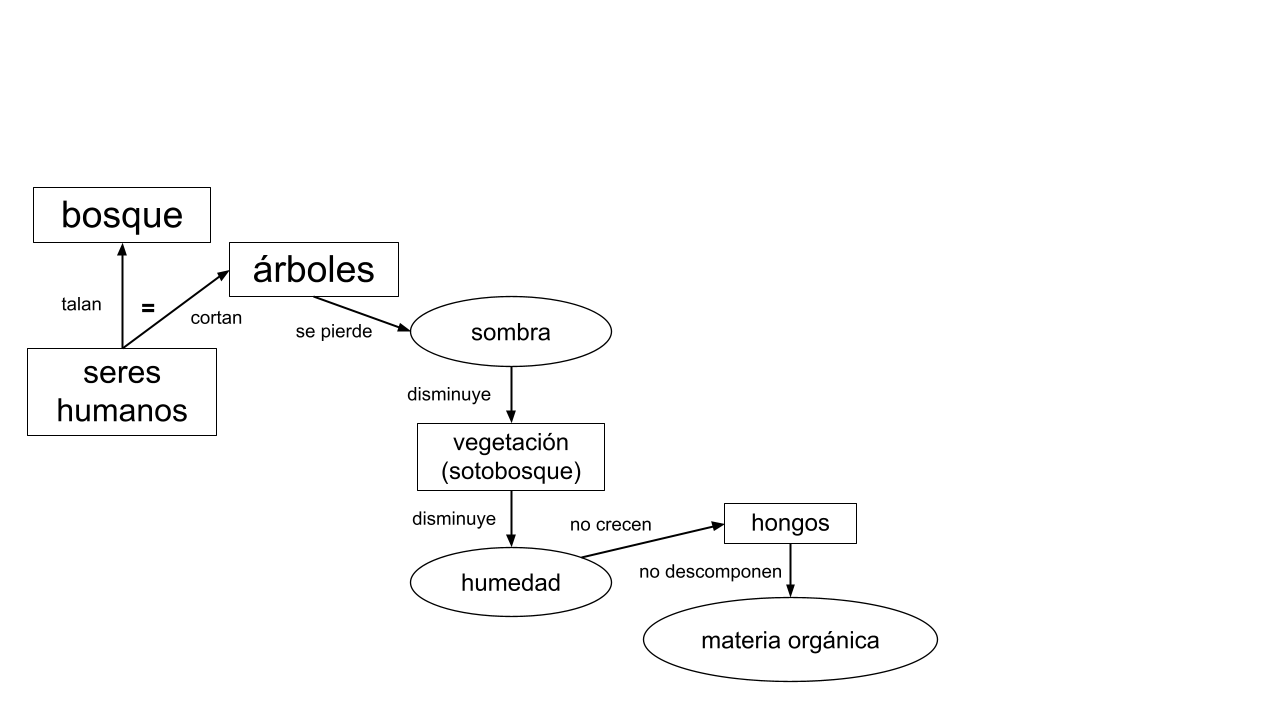 bosque
árboles
talan
=
cortan
se pierde
sombra
seres
humanos
disminuye
vegetación
(sotobosque)
disminuye
no crecen
hongos
humedad
no descomponen
materia orgánica